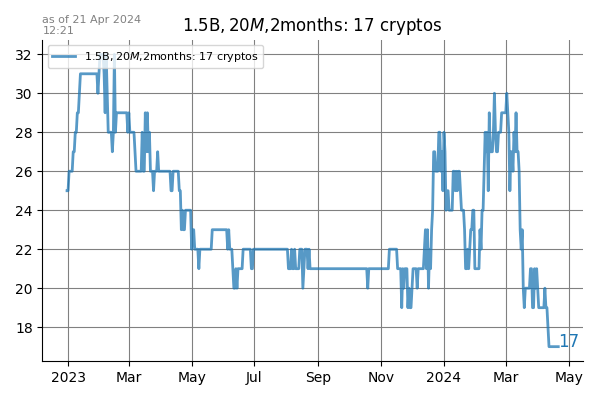 as of 21 Apr 2024
12:21
1.5B, 20M,2months: 17 cryptos
1.5B, 20M,2months: 17 cryptos
32
30
28
26
24
22
20
18
17
2023 Mar May Jul Sep Nov 2024 Mar May